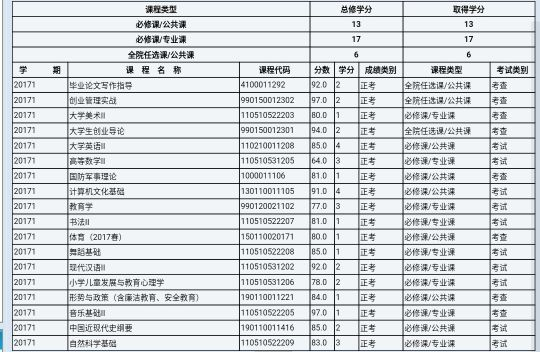 课程类型 总修学分 取得学分
必修课/公共课 13 13
必修课/专业课 17 17
全院任选课/公共课 6 6
学 期 课 程 名 称 课程代码 分数 学分 成绩类别 课程类型 考试类别
20171 毕业论文写作指导 4100011292 92.0 2 正考 全院任选课/公共课 考查
20171 创业管理实战 990150012302 97.0 2 正考 全院任选课/公共课 考查
20171 大学美术II 110510522203 80.0 1 正考 必修课/专业课 考查
20171 大学生创业导论 990150012301 94.0 2 正考 全院任选课/公共课 考查
20171 大学英语II 110210011208 85.0 4 正考 必修课/公共课 考试
20171 高等数学II 110510531205 64.0 3 正考 必修课/专业课 考试
20171 国防军事理论 1000011106 81.0 1 正考 必修课/公共课 考查
20171 计算机文化基础 130110011105 91.0 4 正考 必修课/公共课 考试
20171 教育学 990120021102 77.0 3 正考 必修课/专业课 考试
20171 书法II 110510522207 81.0 1 正考 必修课/专业课 考试
20171 体育（2017春） 150110020171 80.0 1 正考 必修课/公共课 考查
20171 舞蹈基础 110510522208 85.0 1 正考 必修课/专业课 考试
20171 现代汉语II 110510531202 92.0 2 正考 必修课/专业课 考试
20171 小学儿童发展与教育心理学 110510531206 78.0 2 正考 必修课/专业课 考试
20171 形势与政策（含廉洁教育、安全教育） 190110011221 84.0 1 正考 必修课/公共课 考查
20171 音乐基础II 110510522205 97.0 1 正考 必修课/专业课 考查
20171 中国近现代史纲要 190110011416 85.0 2 正考 必修课/公共课 考试
20171 自然科学基础 110510522209 83.0 3 正考 必修课/专业课 考试